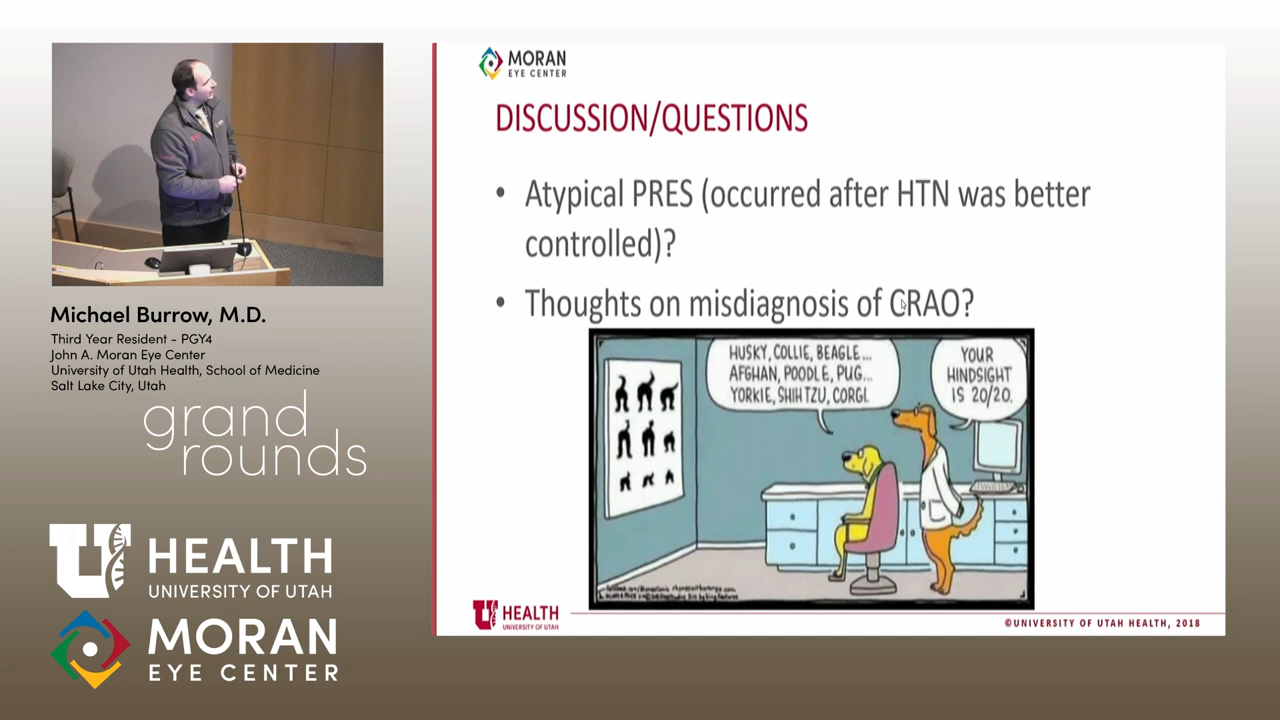 Michael Burrow, M.D.
Third Year Resident - PGY4
John A. Moran Eye Center
University of Utah Health, School of Medicine
Salt Lake City, Utah
grand
rounds
U
HEALTH
UNIVERSITY OF UTAH
MORAN
EYE CENTER
MORAN
EYE CENTER
DISCUSSION/QUESTIONS
• Atypical PRES (occurred after HTN was better
controlled)?
• Thoughts on misdiagnosis of CRAO?
HUSKY, COLLIE, BEAGLE...
AFGHAN, POODLE, PUG...
YORKIE, SHIH TZU, CORGI.
YOUR
HINDSIGHT
IS 20/20.
U
HEALTH
UNIVERSITY OF UTAH
©UNIVERSITY OF UTAH HEALTH, 2018